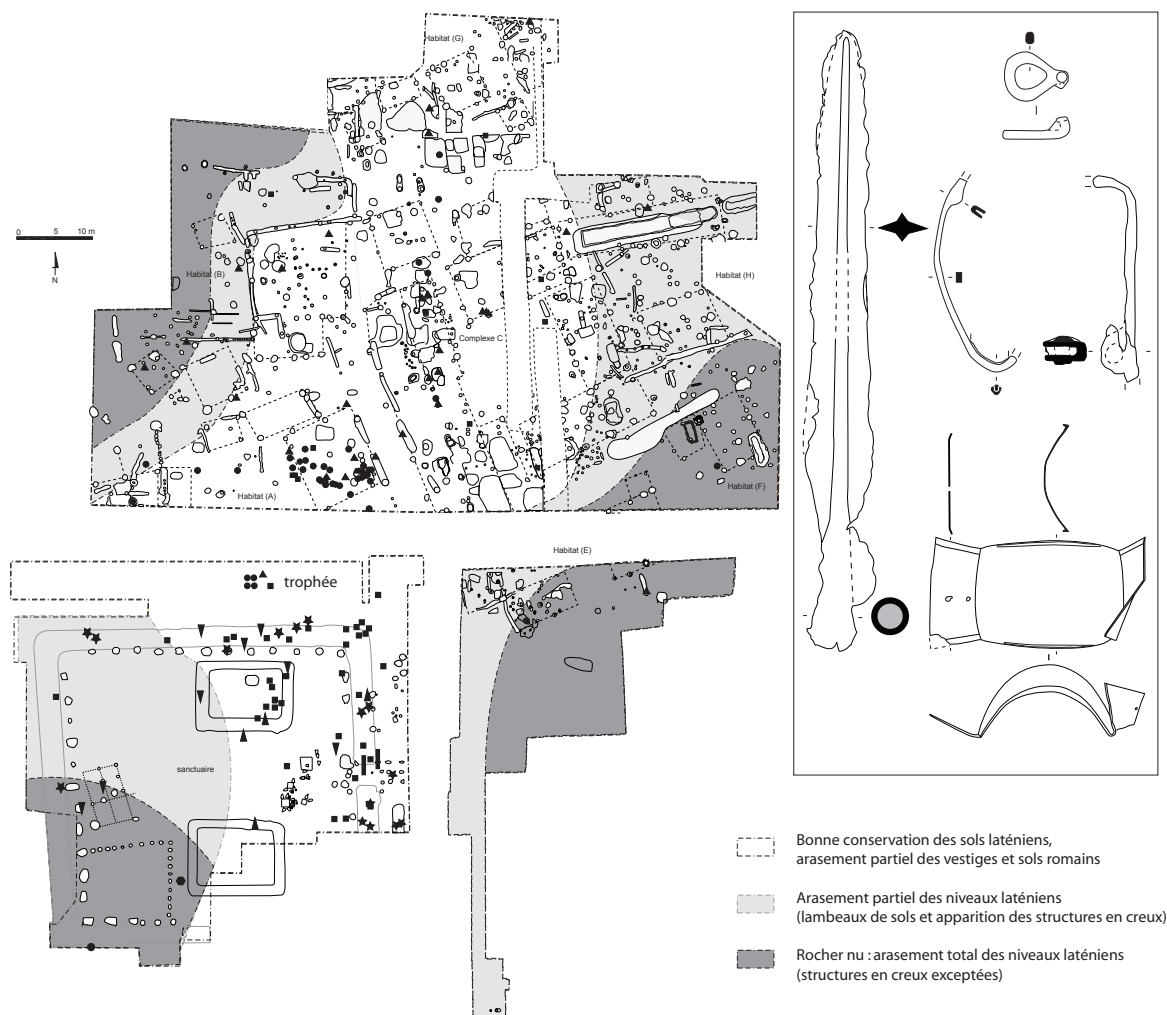 Habitat (G)
0 5 10 m
N
Habitat (B)
Habitat (H)
Complexe C
Habitat (A)
Habitat (F)
Habitat (E)
trophée
sanctuaire
Bonne conservation des sols laténiens,
arasement partiel des vestiges et sols romains
Arasement partiel des niveaux laténiens
(lambeaux de sols et apparition des structures en creux)
Rocher nu : arasement total des niveaux laténiens
(structures en creux exceptées)